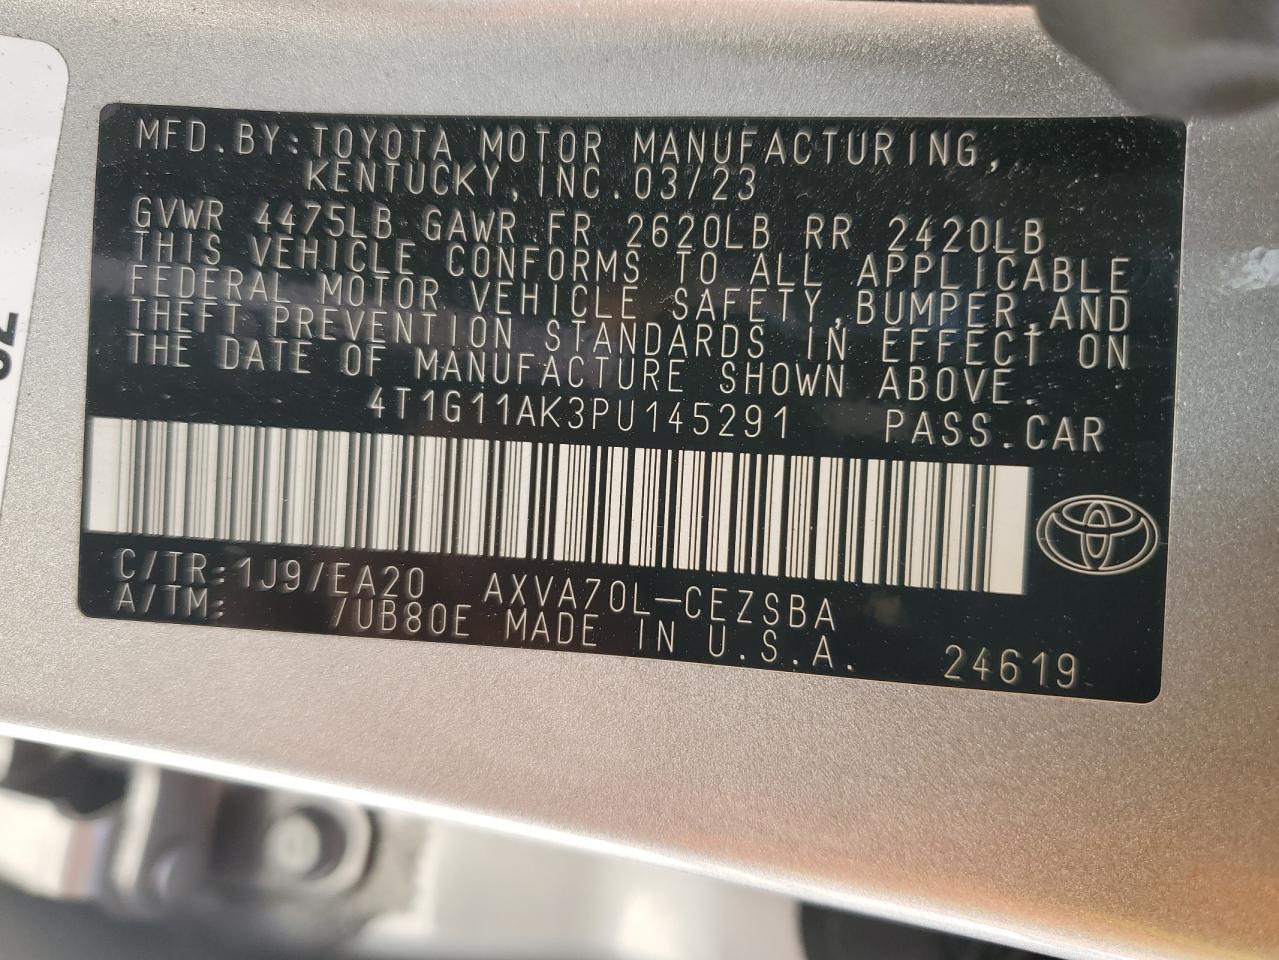 MFD.BY:TOYOTA MOTOR MANUFACTURING,
KENTUCKY, INC. 03/23
GVWR 4475LB GAWR FR 2620LB RR 2420LB
THIS VEHICLE CONFORMS TO ALL APPLICABLE
FEDERAL MOTOR VEHICLE SAFETY,BUMPER,AND
THEFT PREVENTION STANDARDS IN EFFECT ON
THE DATE OF MANUFACTURE SHOWN ABOVE.
4T1G11AK3PU145291 PASS.CAR
C/TR:1J9/EA20 AXVA70L-CEZSBA
A/TM: /UB80E MADE IN U.S.A. 24619